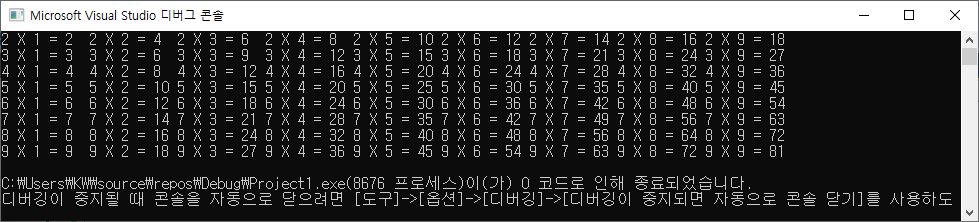 Microsoft Visual Studio 디버그 콘솔
2 X 1 = 2  2 X 2 = 4  2 X 3 = 6  2 X 4 = 8  2 X 5 = 10 2 X 6 = 12 2 X 7 = 14 2 X 8 = 16 2 X 9 = 18
3 X 1 = 3  3 X 2 = 6  3 X 3 = 9  3 X 4 = 12 3 X 5 = 15 3 X 6 = 18 3 X 7 = 21 3 X 8 = 24 3 X 9 = 27
4 X 1 = 4  4 X 2 = 8  4 X 3 = 12 4 X 4 = 16 4 X 5 = 20 4 X 6 = 24 4 X 7 = 28 4 X 8 = 32 4 X 9 = 36
5 X 1 = 5  5 X 2 = 10 5 X 3 = 15 5 X 4 = 20 5 X 5 = 25 5 X 6 = 30 5 X 7 = 35 5 X 8 = 40 5 X 9 = 45
6 X 1 = 6  6 X 2 = 12 6 X 3 = 18 6 X 4 = 24 6 X 5 = 30 6 X 6 = 36 6 X 7 = 42 6 X 8 = 48 6 X 9 = 54
7 X 1 = 7  7 X 2 = 14 7 X 3 = 21 7 X 4 = 28 7 X 5 = 35 7 X 6 = 42 7 X 7 = 49 7 X 8 = 56 7 X 9 = 63
8 X 1 = 8  8 X 2 = 16 8 X 3 = 24 8 X 4 = 32 8 X 5 = 40 8 X 6 = 48 8 X 7 = 56 8 X 8 = 64 8 X 9 = 72
9 X 1 = 9  9 X 2 = 18 9 X 3 = 27 9 X 4 = 36 9 X 5 = 45 9 X 6 = 54 9 X 7 = 63 9 X 8 = 72 9 X 9 = 81
C:₩Users₩KW₩source₩repos₩Debug₩Project1.exe(8676 프로세스)이(가) 0 코드로 인해 종료되었습니다.
디버깅이 중지될 때 콘솔을 자동으로 닫으려면 [도구]->[옵션]->[디버깅]->[디버깅이 중지되면 자동으로 콘솔 닫기]를 사용하도